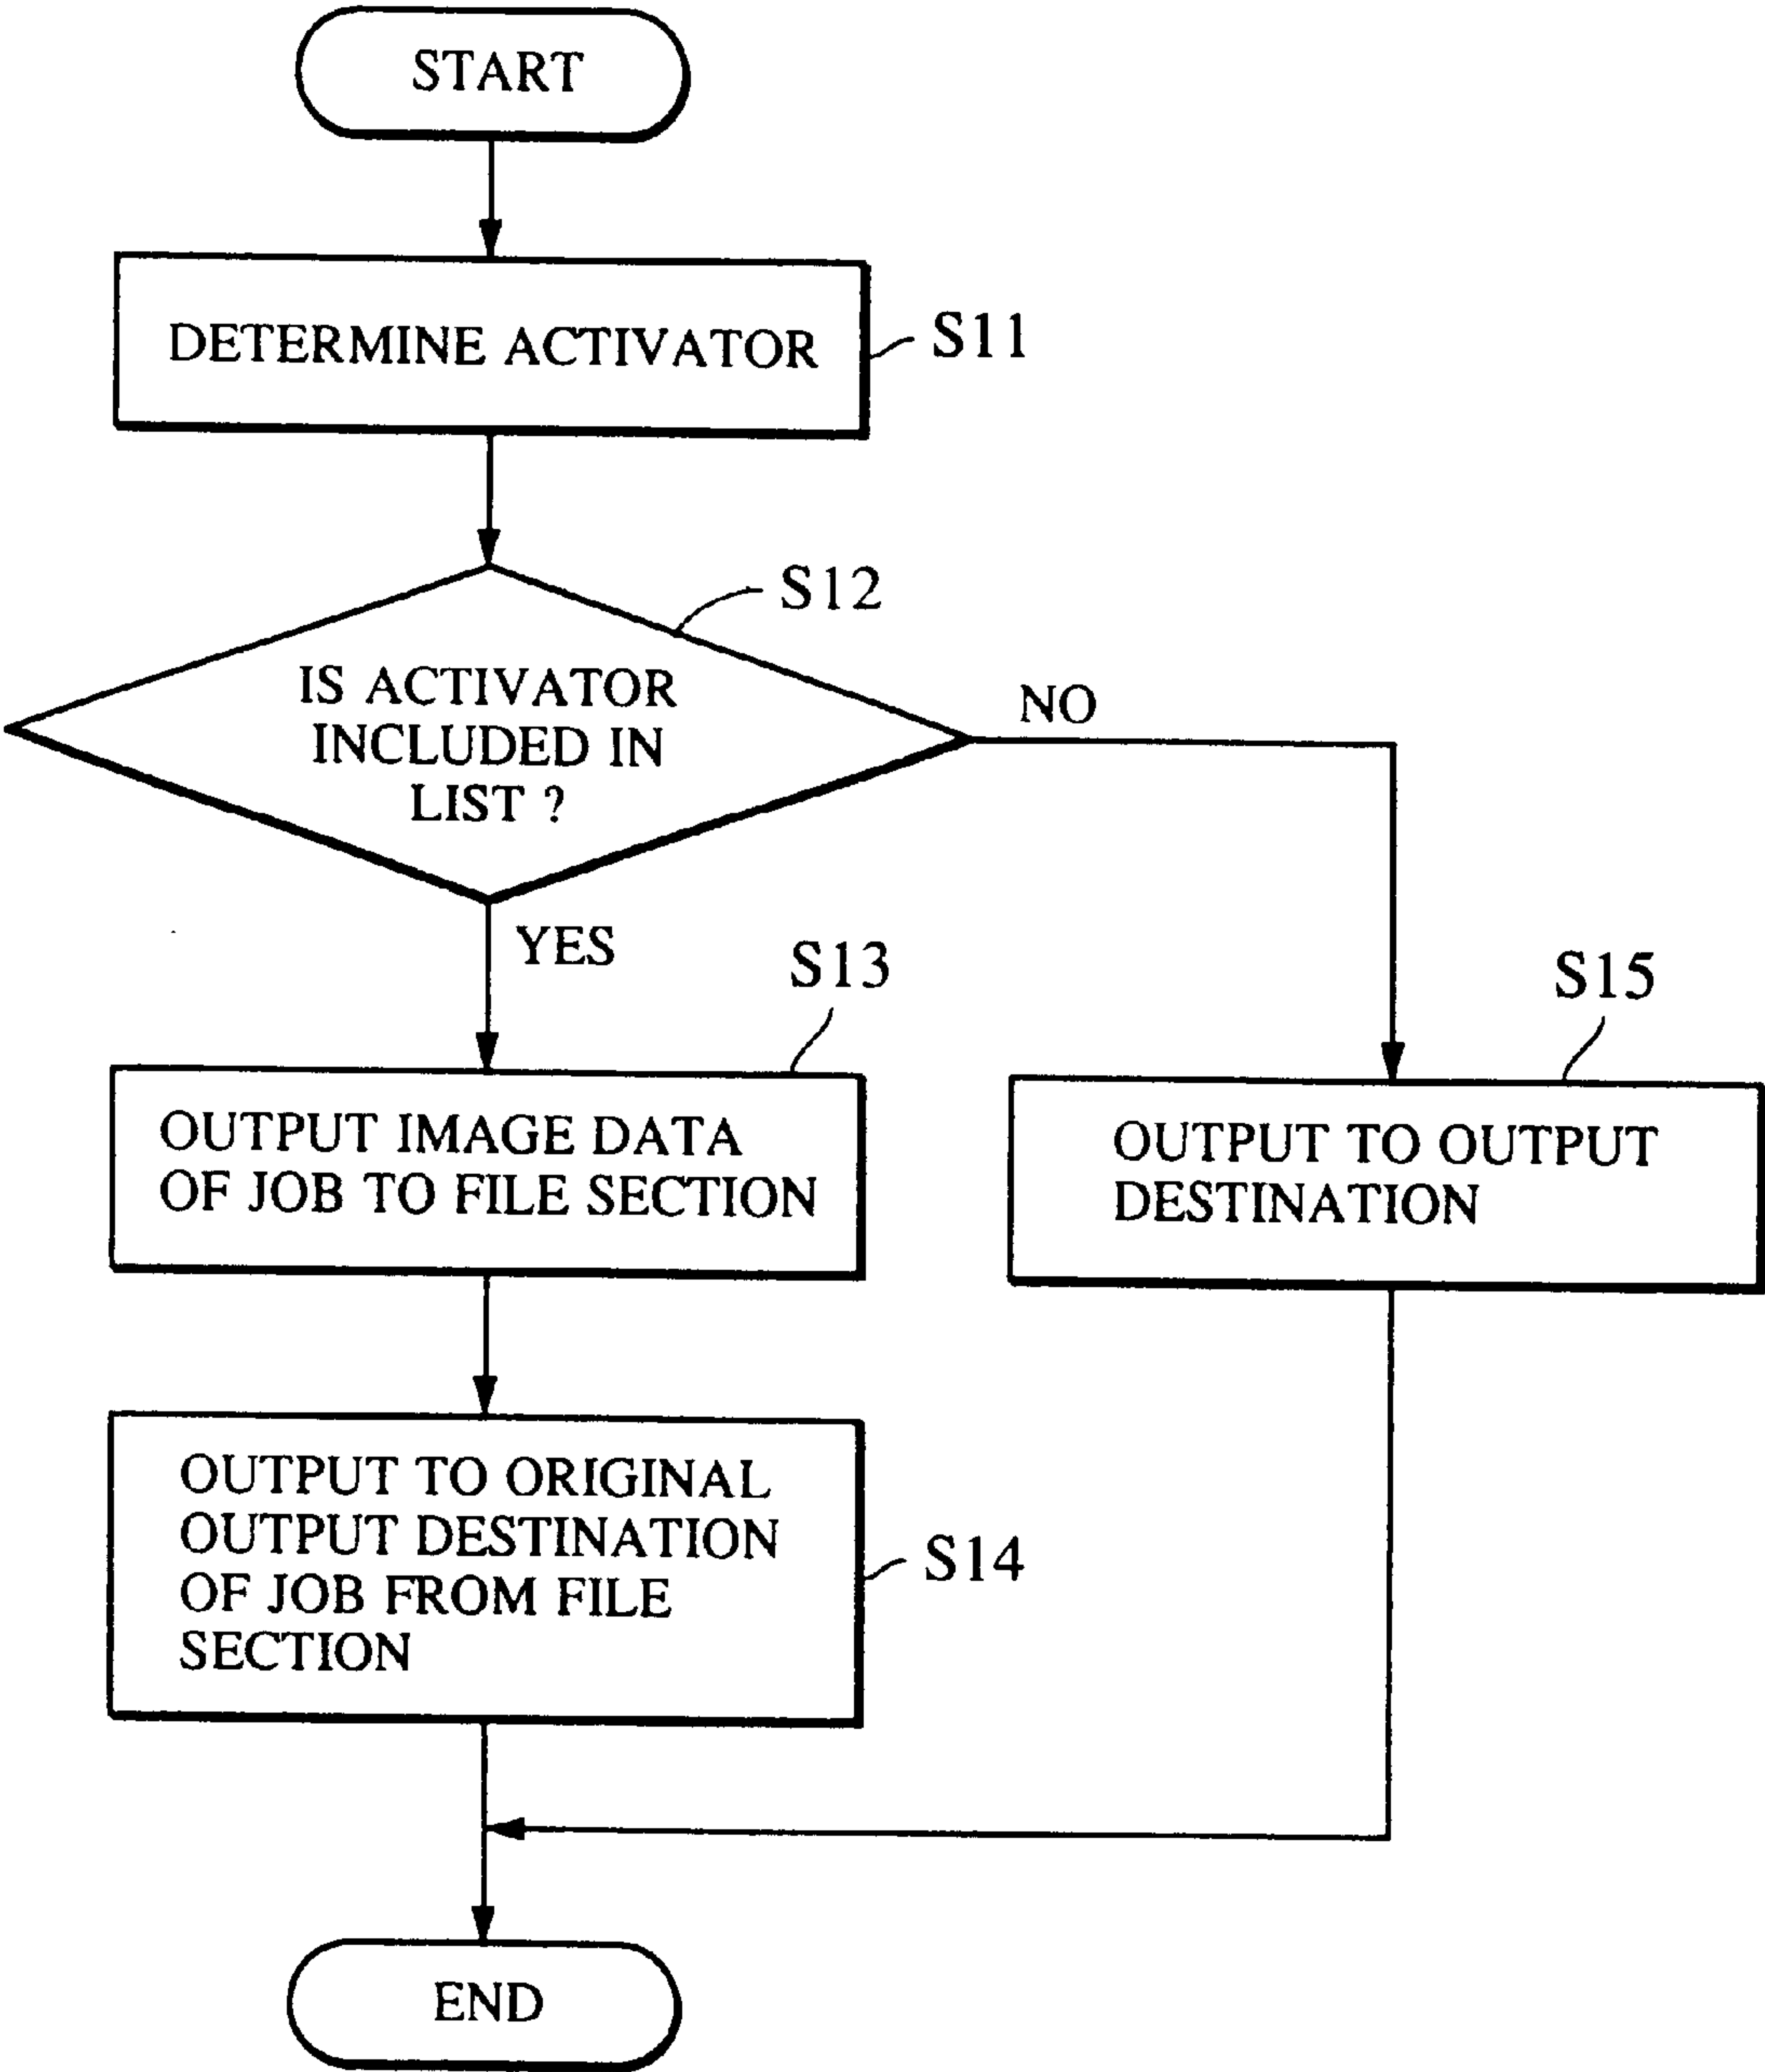 START
DETERMINE ACTIVATOR
S11
S12
IS ACTIVATOR
INCLUDED IN
LIST ?
NO
YES
S13
OUTPUT IMAGE DATA
OF JOB TO FILE SECTION
S15
OUTPUT TO OUTPUT
DESTINATION
OUTPUT TO ORIGINAL
OUTPUT DESTINATION
OF JOB FROM FILE
SECTION
S14
END